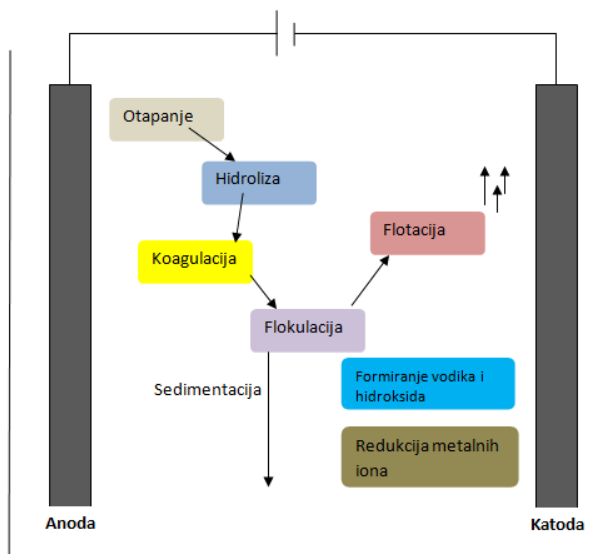 Otapanje
Hidroliza
Flotacija
Koagulacija
Flokulacija
Sedimentacija
Formiranje vodika i
hidroksida
Redukcija metalnih
iona
Anoda
Katoda